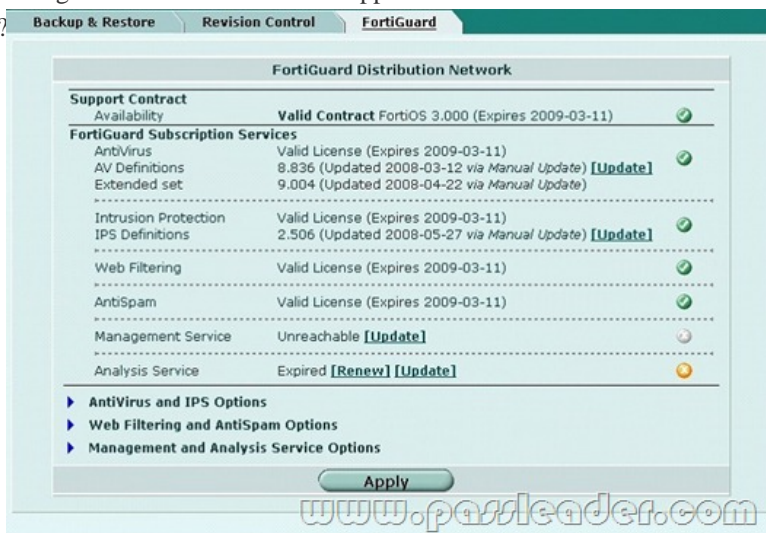 ?
Backup & Restore Revision Control FortiGuard
FortiGuard Distribution Network
Support Contract
Availability Valid Contract FortiOS 3.000 (Expires 2009-03-11)
FortiGuard Subscription Services
AntiVirus Valid License (Expires 2009-03-11)
AV Definitions 8.836 (Updated 2008-03-12 via Manual Update) [Update]
Extended set 9.004 (Updated 2008-04-22 via Manual Update)
Intrusion Protection Valid License (Expires 2009-03-11)
IPS Definitions 2.506 (Updated 2008-05-27 via Manual Update) [Update]
Web Filtering Valid License (Expires 2009-03-11)
AntiSpam Valid License (Expires 2009-03-11)
Management Service Unreachable [Update]
Analysis Service Expired [Renew] [Update]
AntiVirus and IPS Options
Web Filtering and AntiSpam Options
Management and Analysis Service Options
Apply
www.passleader.com